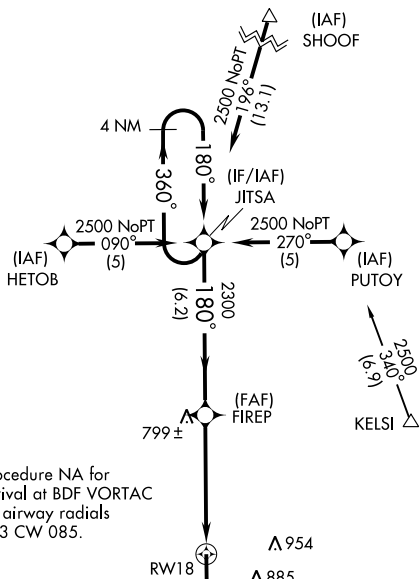 (IAF)
SHOOF
2500 NoPT
196°
(13.1)
4 NM
180°
360°
(IF/IAF)
JITSA
2500 NoPT
090°
(5)
(IAF)
HETOB
2500 NoPT
270°
(5)
(IAF)
PUTOY
2300
180°
(6.2)
2500
340°
(6.9)
KELSI
(FAF)
FIREP
799 ±
ocedure NA for
ival at BDF VORTAC
airway radials
3 CW 085.
RW18
954
885